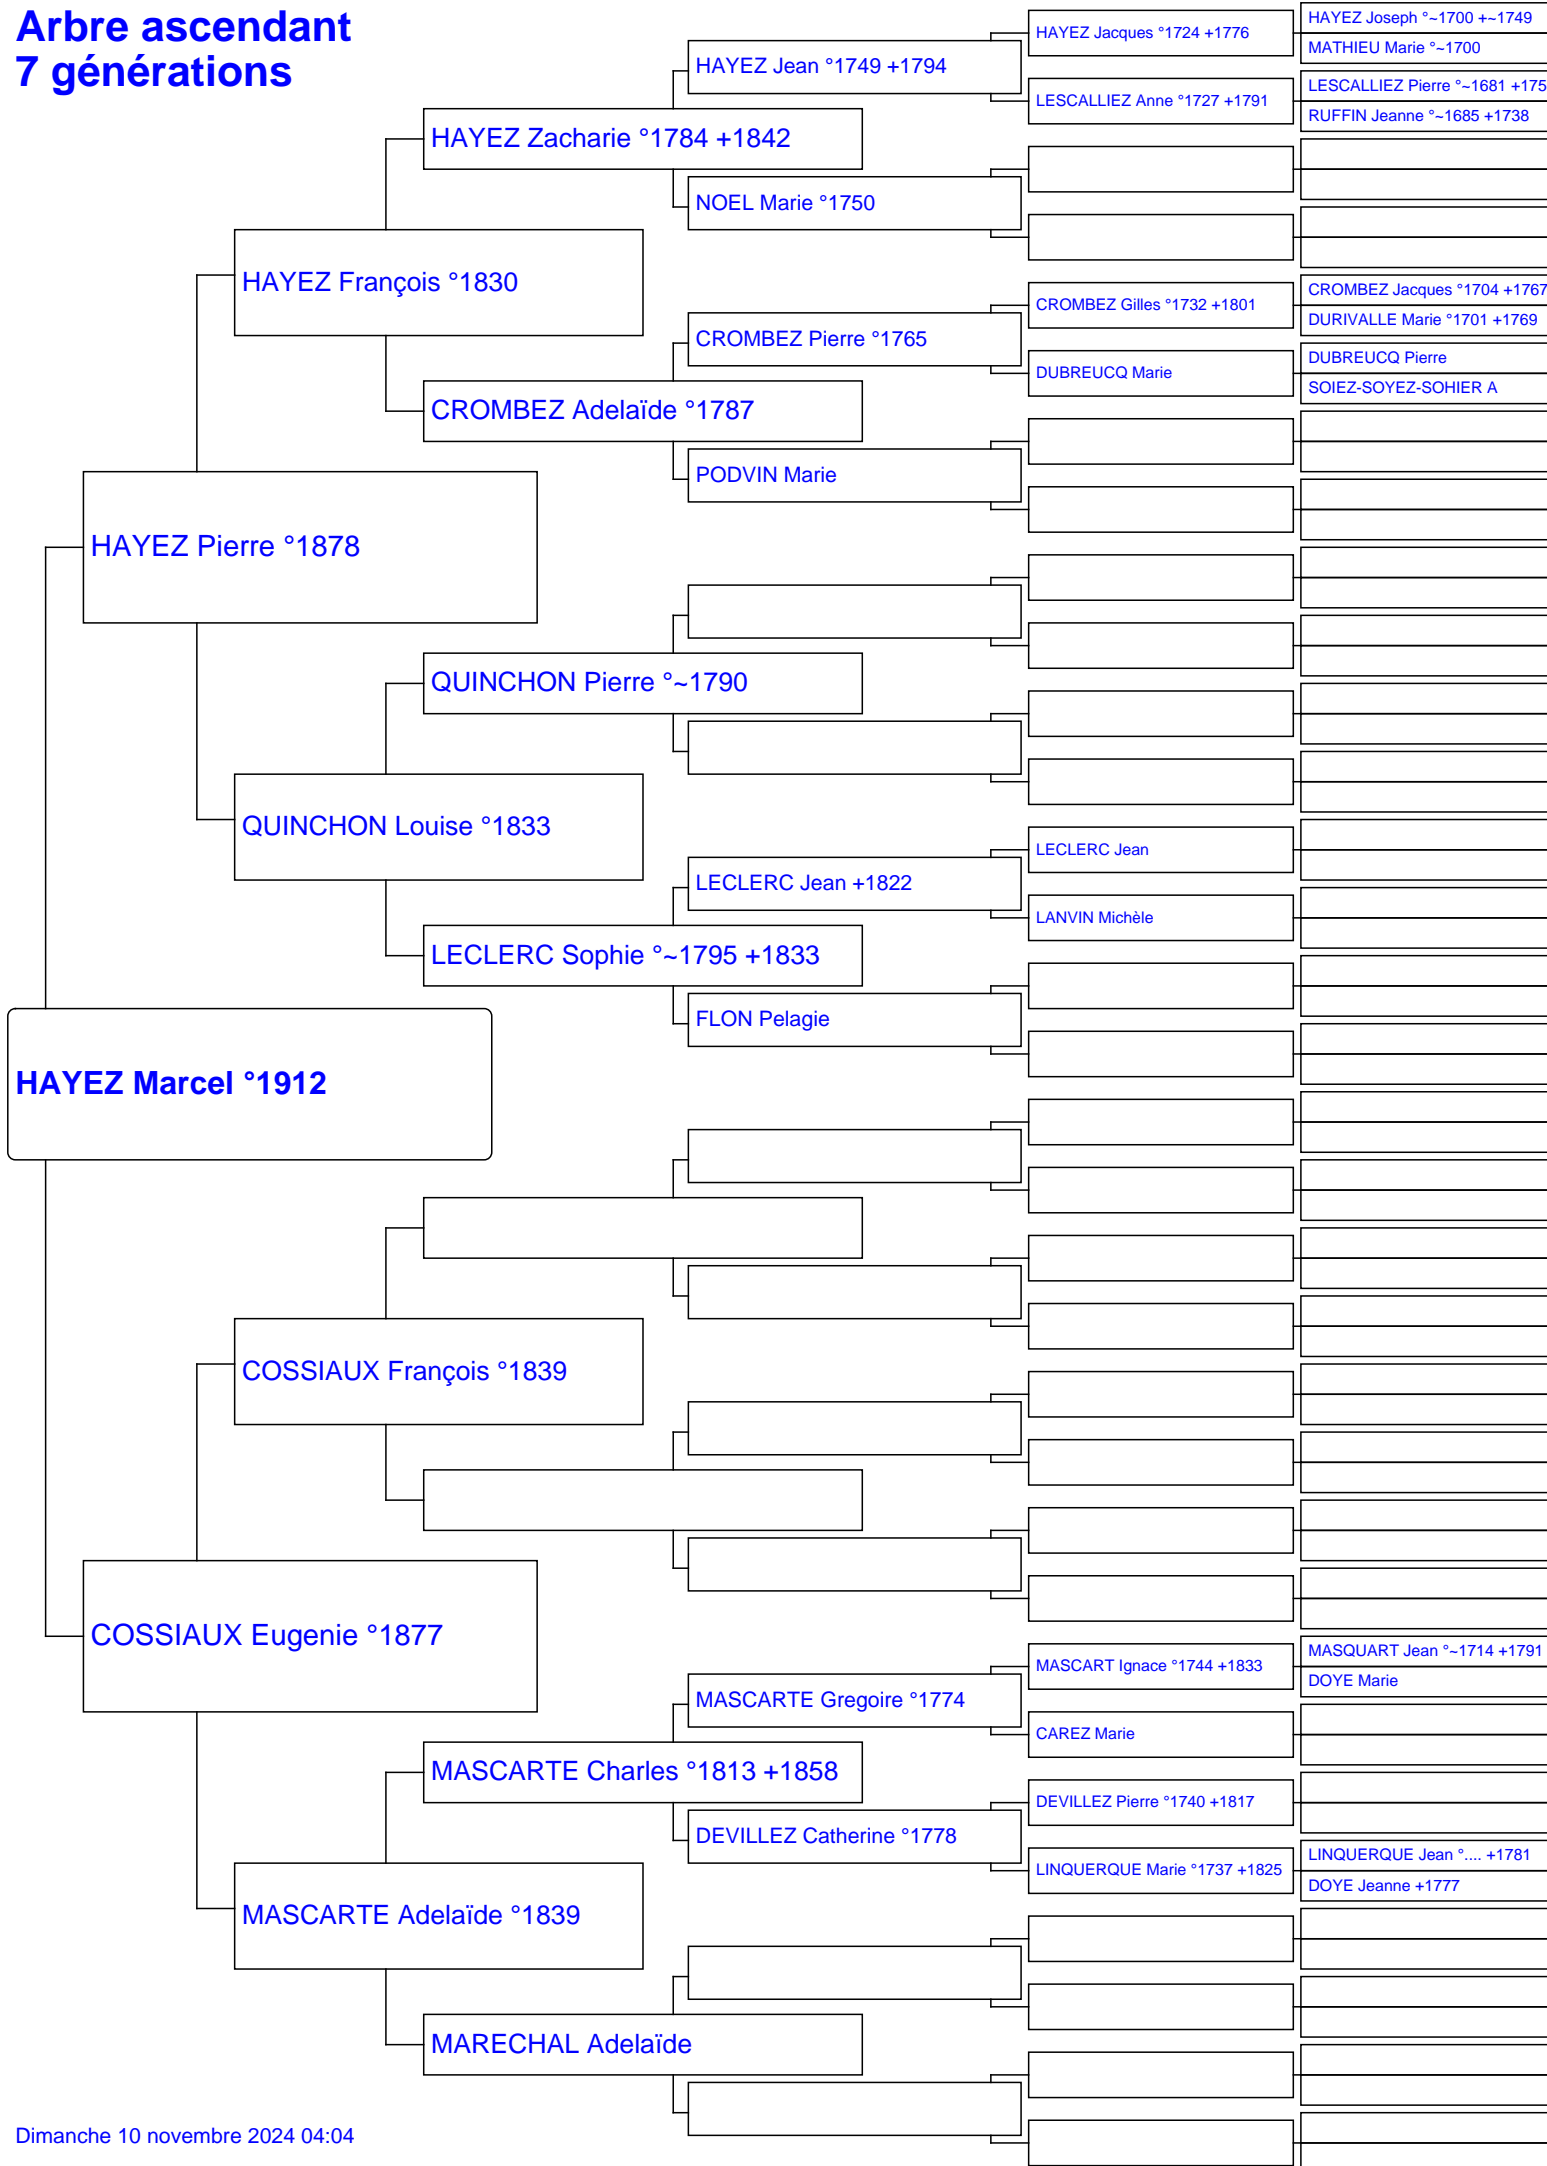 Arbre ascendant
7 générations
HAYEZ Marcel °1912
HAYEZ Pierre °1878
COSSIAUX Eugenie °1877
HAYEZ François °1830
QUINCHON Louise °1833
COSSIAUX François °1839
MASCARTE Adelaïde °1839
HAYEZ Zacharie °1784 +1842
CROMBEZ Adelaïde °1787
QUINCHON Pierre °~1790
LECLERC Sophie °~1795 +1833
MASCARTE Charles °1813 +1858
MARECHAL Adelaïde
HAYEZ Jean °1749 +1794
NOEL Marie °1750
CROMBEZ Pierre °1765
PODVIN Marie
LECLERC Jean +1822
FLON Pelagie
MASCARTE Gregoire °1774
DEVILLEZ Catherine °1778
HAYEZ Jacques °1724 +1776
LESCALLIEZ Anne °1727 +1791
CROMBEZ Gilles °1732 +1801
DUBREUCQ Marie
LECLERC Jean
LANVIN Michèle
MASCART Ignace °1744 +1833
CAREZ Marie
DEVILLEZ Pierre °1740 +1817
LINQUERQUE Marie °1737 +1825
HAYEZ Joseph °~1700 +~1749
MATHIEU Marie °~1700
LESCALLIEZ Pierre °~1681 +175
RUFFIN Jeanne °~1685 +1738
CROMBEZ Jacques °1704 +1767
DURIVALLE Marie °1701 +1769
DUBREUCQ Pierre
SOIEZ-SOYEZ-SOHIER A
MASQUART Jean °~1714 +1791
DOYE Marie
LINQUERQUE Jean °.... +1781
DOYE Jeanne +1777
Dimanche 10 novembre 2024 04:04